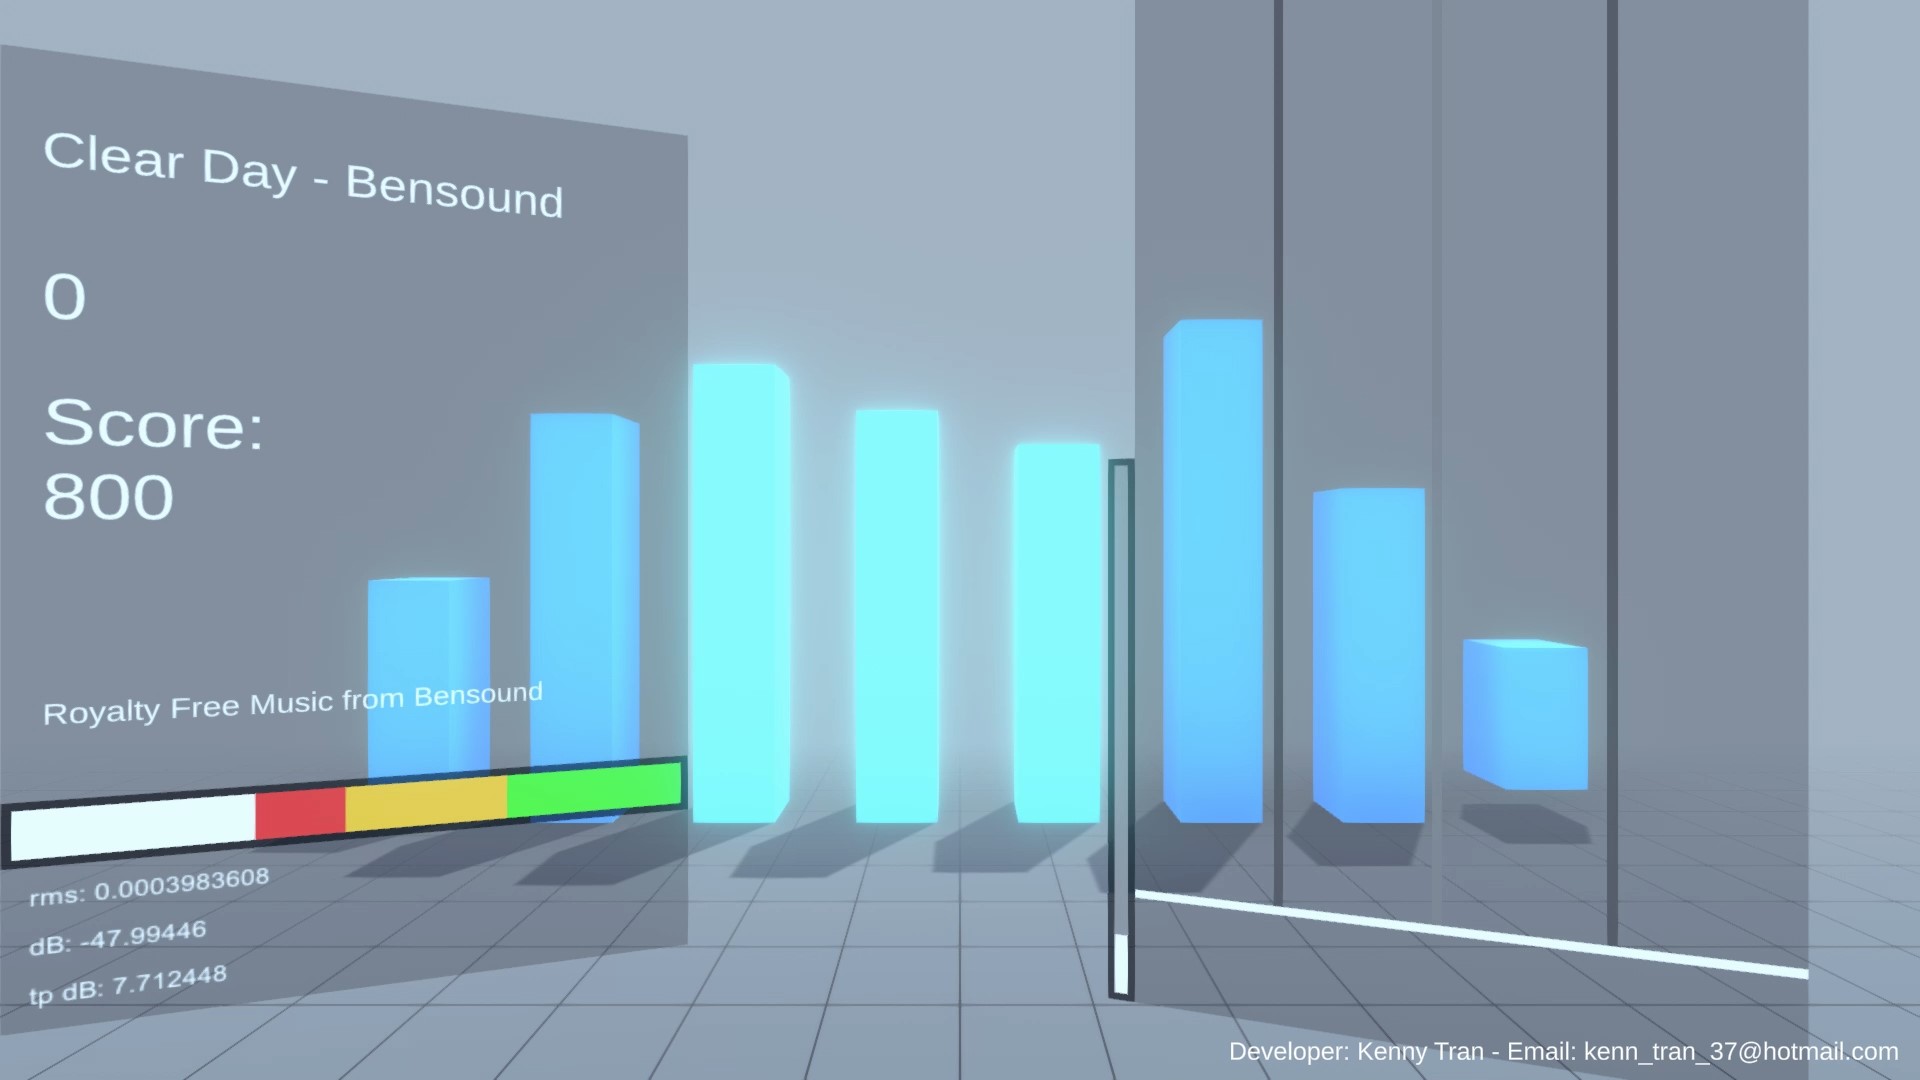 Clear Day - Bensound
0
Score:
800
Royalty Free Music from Bensound
rms: 0.0003983608
dB: -47.99446
tp dB: 7.712448
Developer: Kenny Tran - Email: kenn_tran_37@hotmail.com